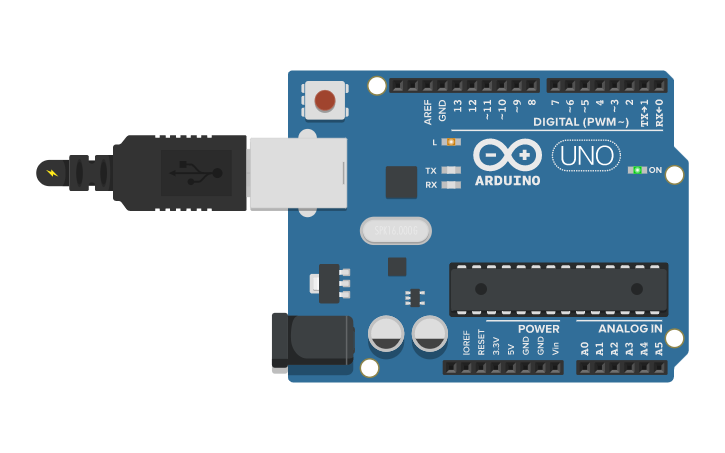 AREF
GND
13
12
~11
~10
~9
8
7
~6
~5
4
~3
2
TX→1
RX←0
DIGITAL (PWM~)
L
TX
RX
ARDUINO
UNO
ON
POWER
ANALOG IN
IOREF
RESET
3.3V
5V
GND
GND
Vin
A0
A1
A2
A3
A4
A5